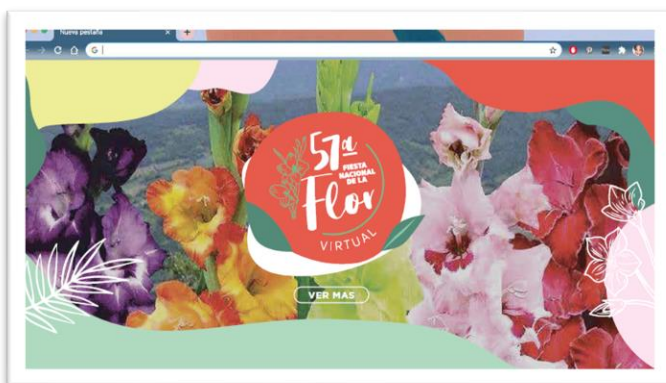 Nueva pestaña
57ª
FIESTA
NACIONAL
DE LA
Flor
VIRTUAL
VER MAS